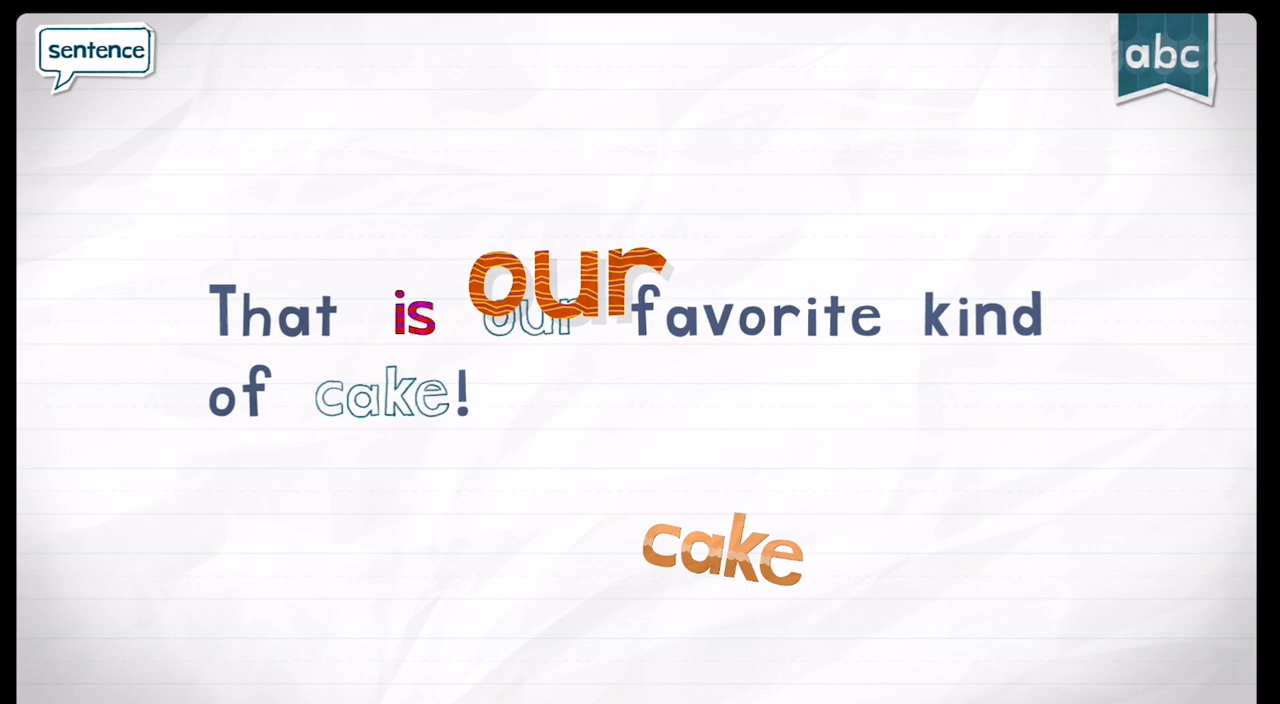 sentence
abc
That is our favorite kind
of cake!
our
cake